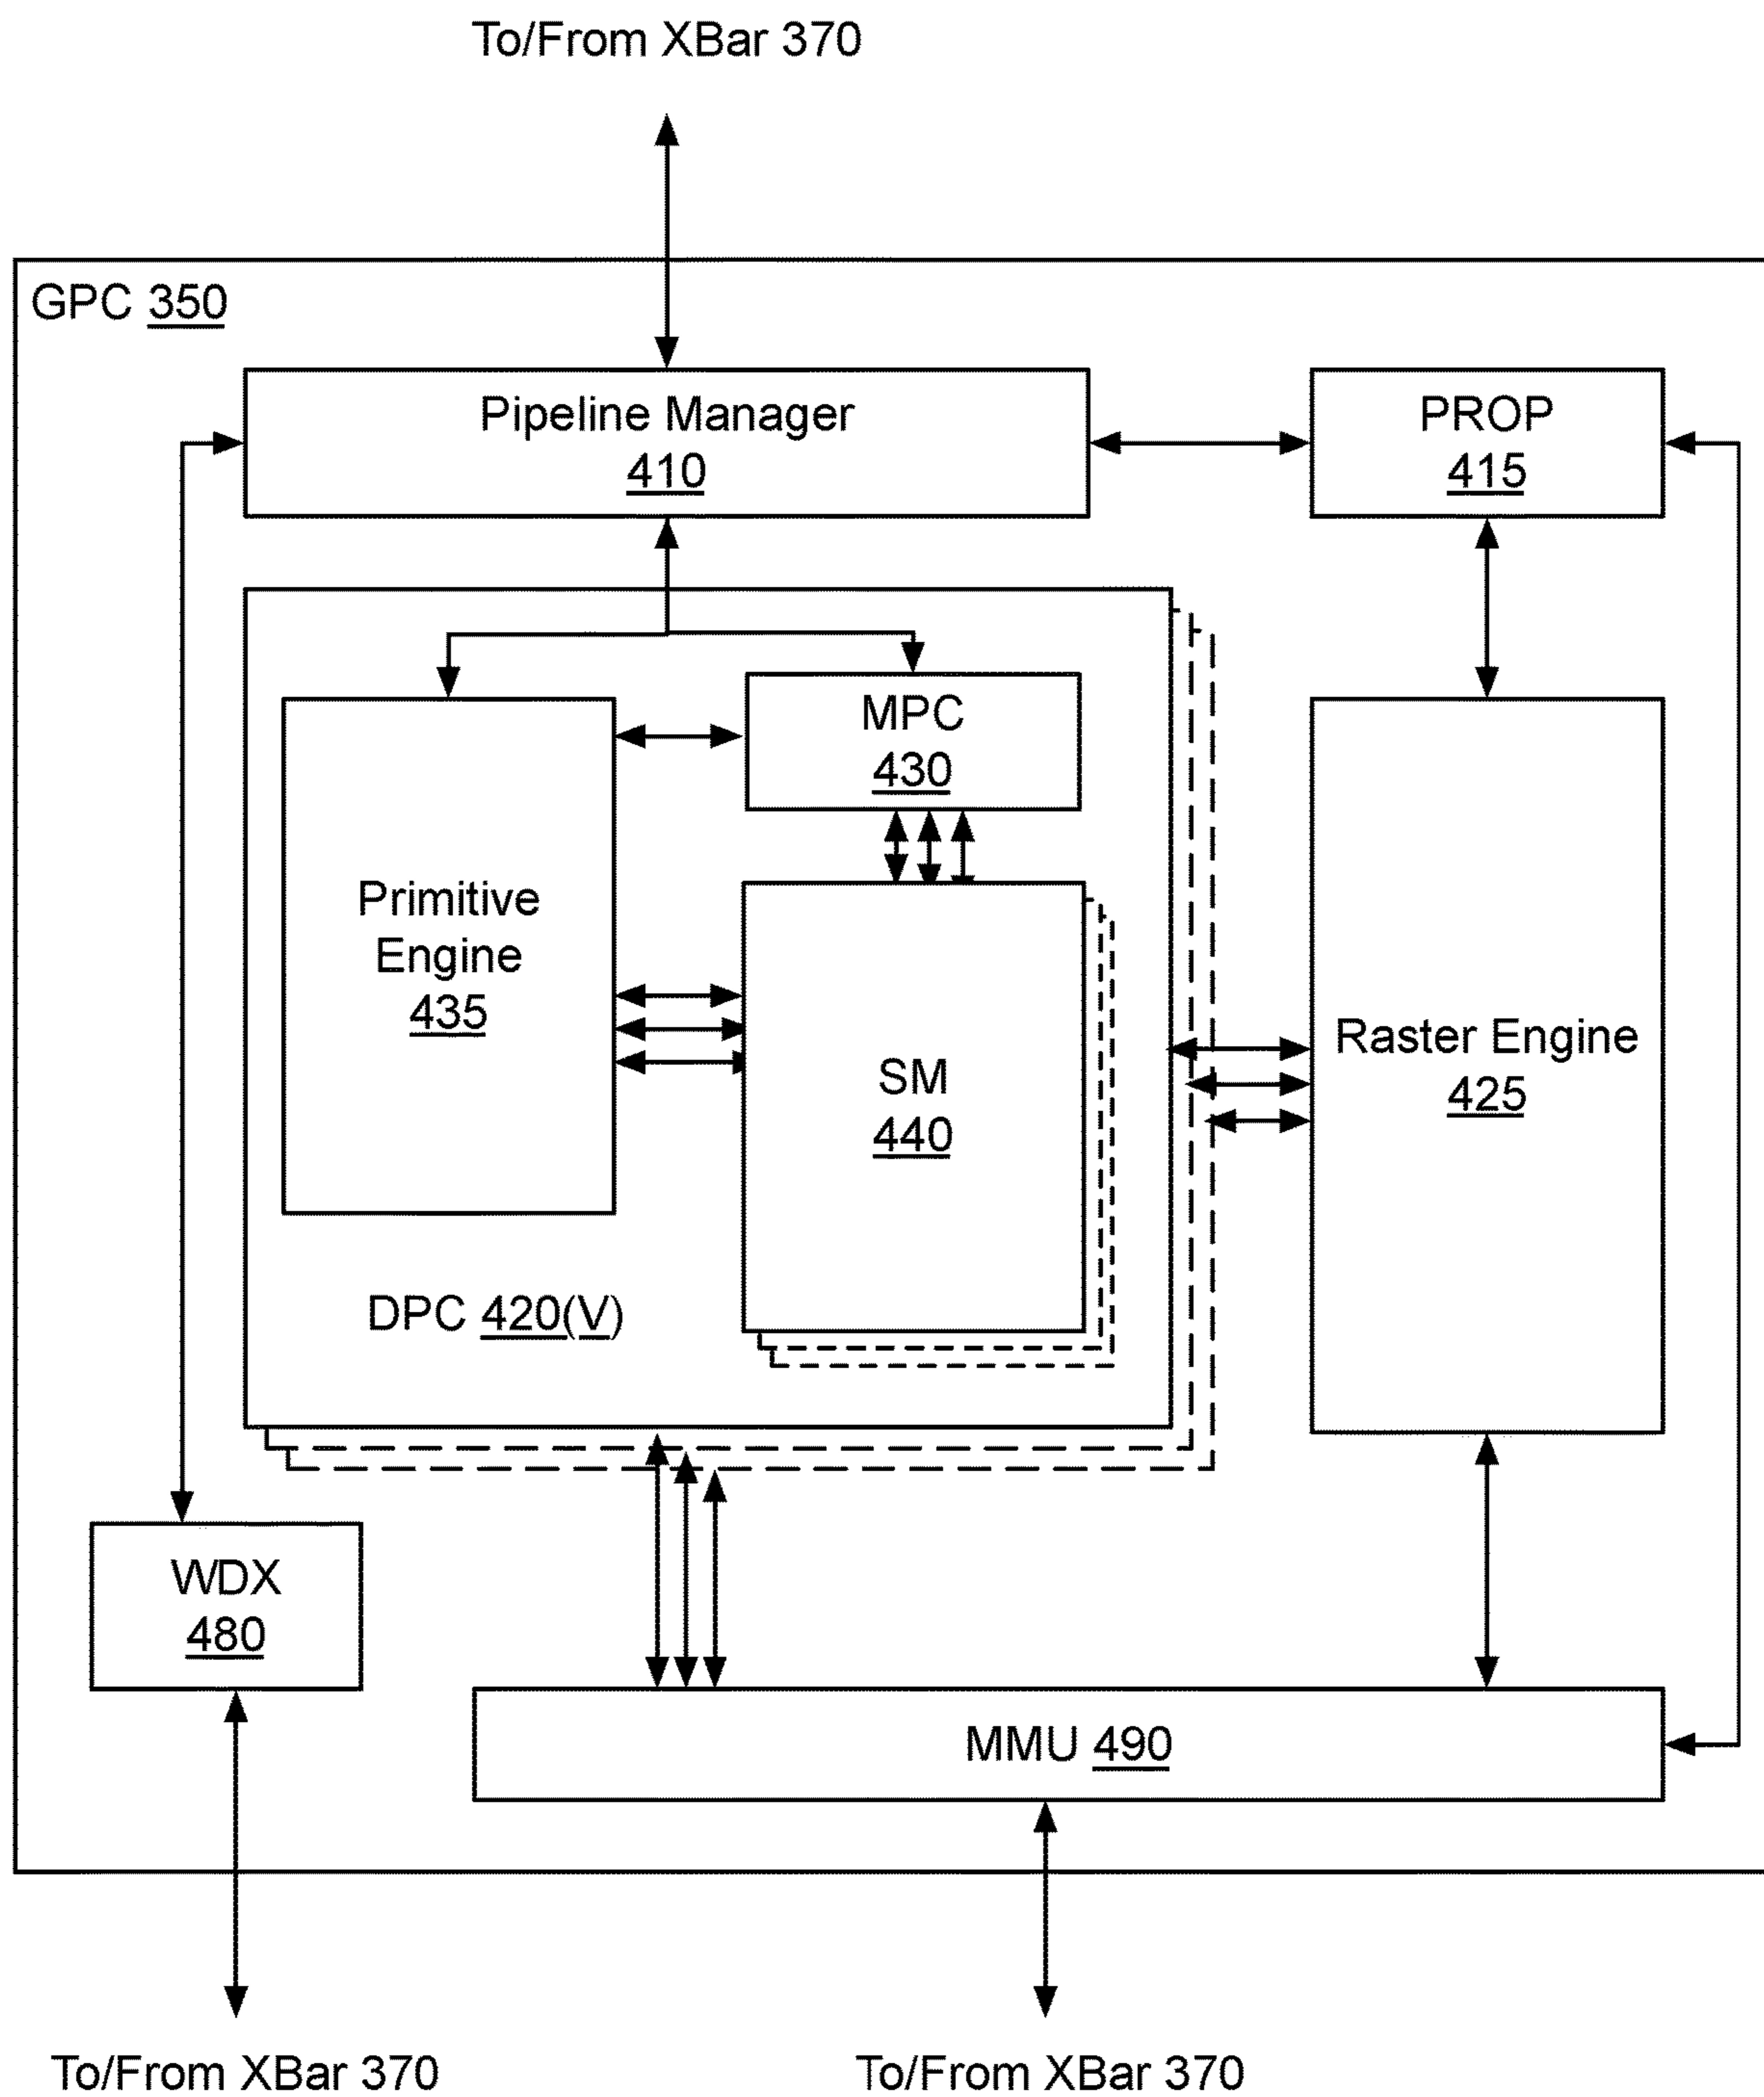 To/From XBar 370
GPC 350
Pipeline Manager
410
PROP
415
MPC
430
Primitive
Engine
435
SM
440
Raster Engine
425
DPC 420(V)
WDX
480
MMU 490
To/From XBar 370
To/From XBar 370